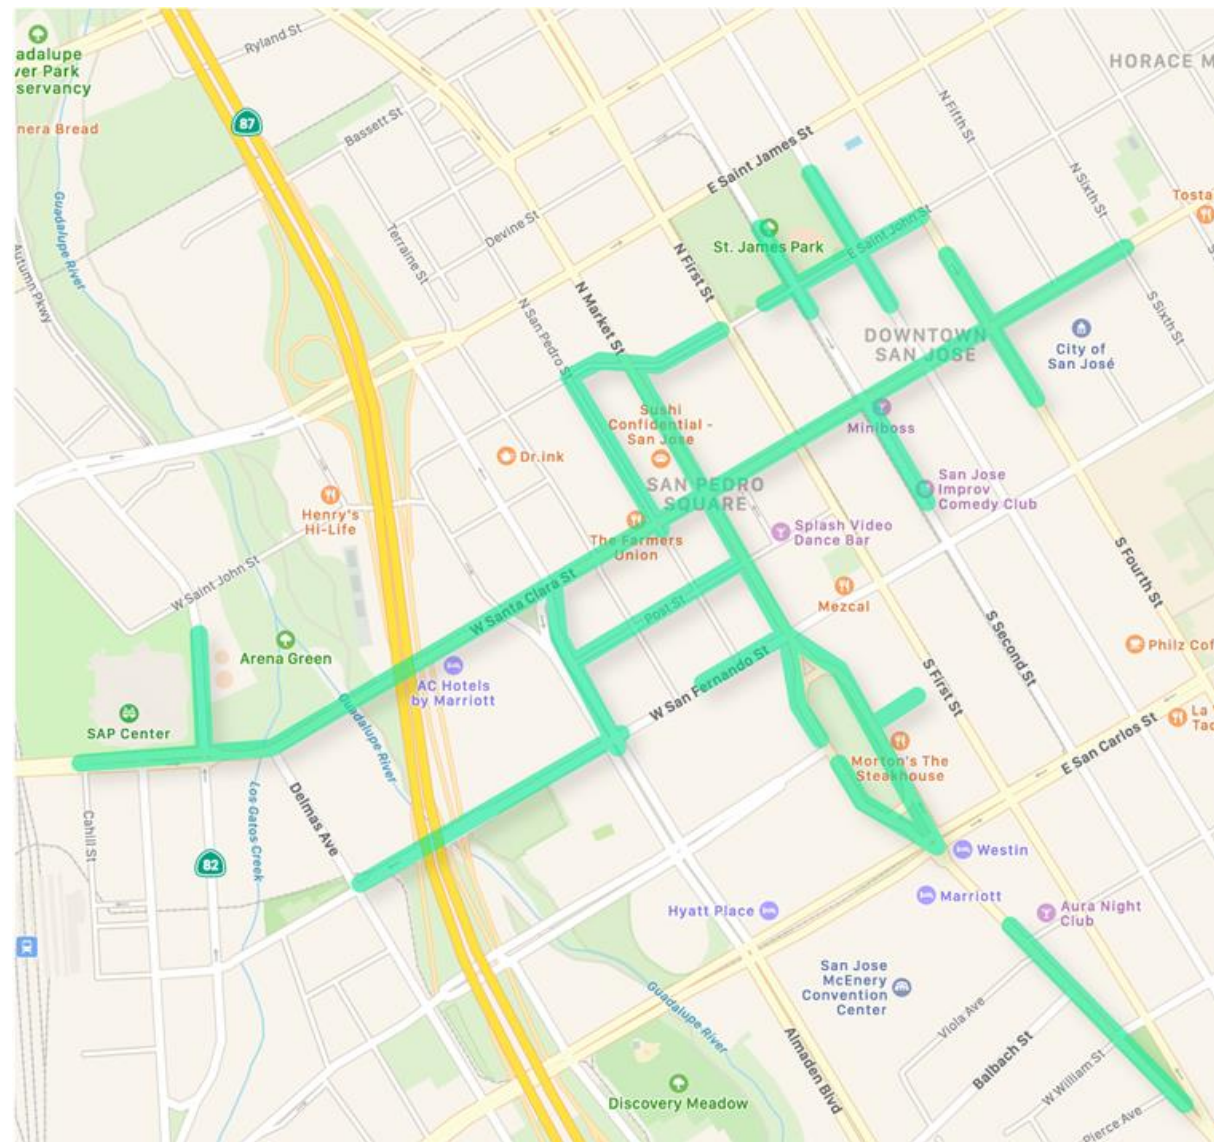 Ryland St
adalupe
ver Park
servancy
HORACE M
nera Bread
87
Bassett St
N Fifth St
E Saint James St
N Sixth St
Tosta
Guadalupe River
Devine St
Terraine St
St. James Park
E Saint John St
N First St
Autumn Pkwy
N San Pedro St
N Market St
S Sixth St
DOWNTOWN
SAN JOSE
City of
San José
Sushi
Confidential -
San Jose
Miniboss
Dr.ink
SAN PEDRO
SQUARE
San Jose
Improv
Comedy Club
Henry's
Hi-Life
The Farmers
Union
Splash Video
Dance Bar
S Fourth St
W Saint John St
W Santa Clara St
Post St
Mezcal
Arena Green
S Second St
Philz Cof
AC Hotels
by Marriott
W San Fernando St
S First St
SAP Center
Guadalupe River
La
Tac
E San Carlos St
Morton's The
Steakhouse
Cahill St
Los Gatos Creek
Delmas Ave
82
Westin
Marriott
Hyatt Place
Aura Night
Club
San Jose
McEnery
Convention
Center
Guadalupe River
Viola Ave
Almaden Blvd
Balbach St
W William St
Pierce Ave
Discovery Meadow